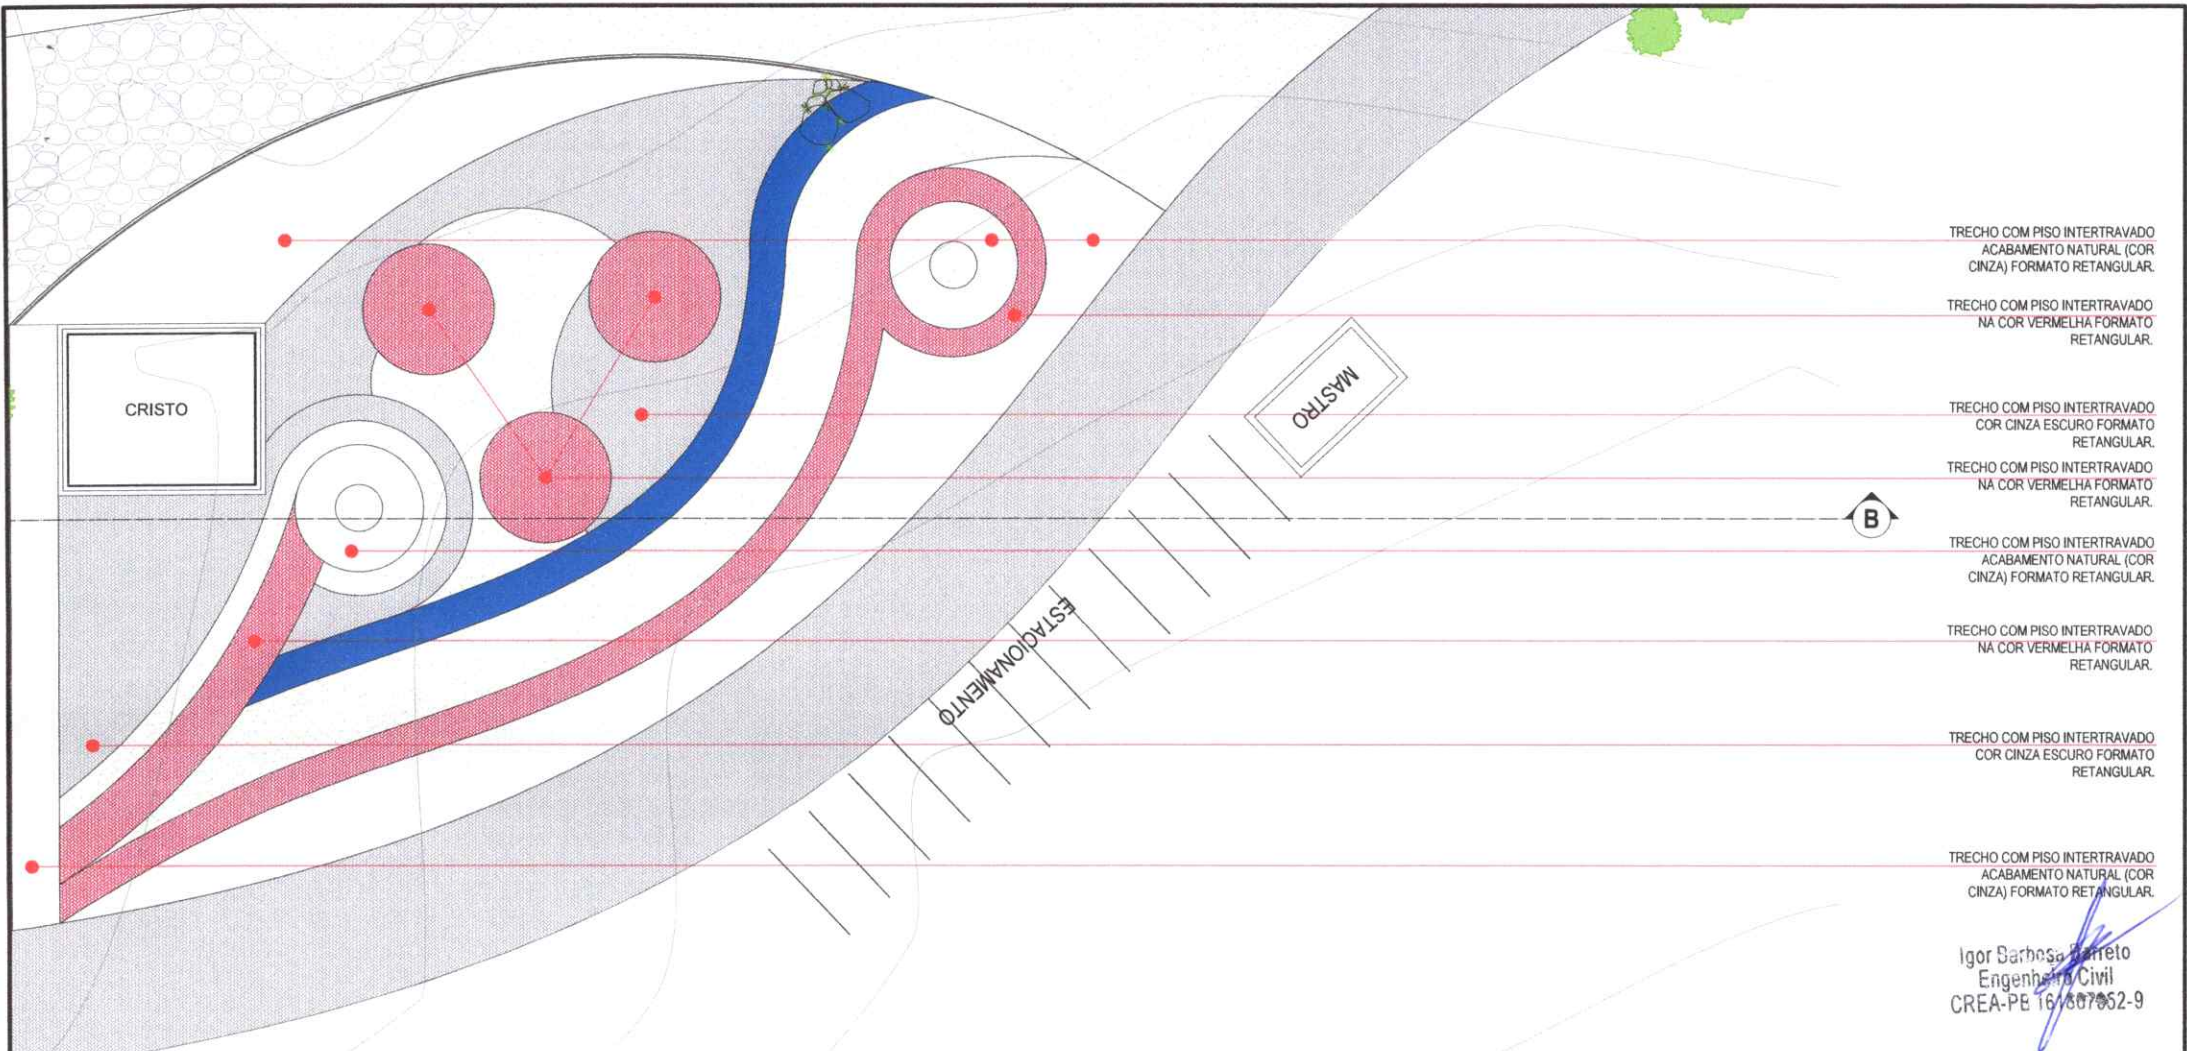 TRECHO COM PISO INTERTRAVADO
ACABAMENTO NATURAL (COR
CINZA) FORMATO RETANGULAR.
TRECHO COM PISO INTERTRAVADO
NA COR VERMELHA FORMATO
RETANGULAR.
MASTRO
CRISTO
TRECHO COM PISO INTERTRAVADO
COR CINZA ESCURO FORMATO
RETANGULAR.
TRECHO COM PISO INTERTRAVADO
NA COR VERMELHA FORMATO
RETANGULAR.
B
TRECHO COM PISO INTERTRAVADO
ACABAMENTO NATURAL (COR
CINZA) FORMATO RETANGULAR.
ESTACIONAMENTO
TRECHO COM PISO INTERTRAVADO
NA COR VERMELHA FORMATO
RETANGULAR.
TRECHO COM PISO INTERTRAVADO
COR CINZA ESCURO FORMATO
RETANGULAR.
TRECHO COM PISO INTERTRAVADO
ACABAMENTO NATURAL (COR
CINZA) FORMATO RETANGULAR.
Igor Barbosa Barreto
Engenheiro Civil
CREA-PB